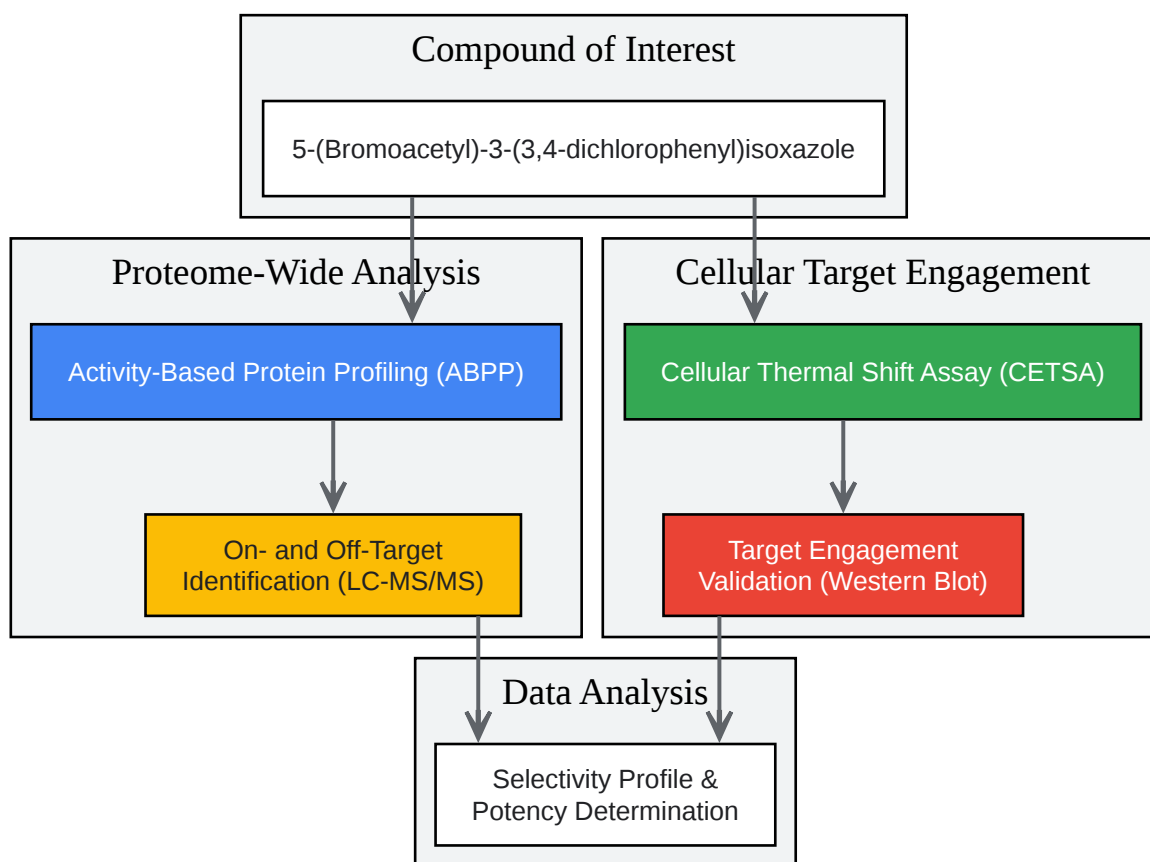 Compound of Interest
5-(Bromoacetyl)-3-(3,4-dichlorophenyl)isoxazole
Proteome-Wide Analysis
Activity-Based Protein Profiling (ABPP)
On- and Off-Target
Identification (LC-MS/MS)
Cellular Target Engagement
Cellular Thermal Shift Assay (CETSA)
Target Engagement
Validation (Western Blot)
Data Analysis
Selectivity Profile &
Potency Determination